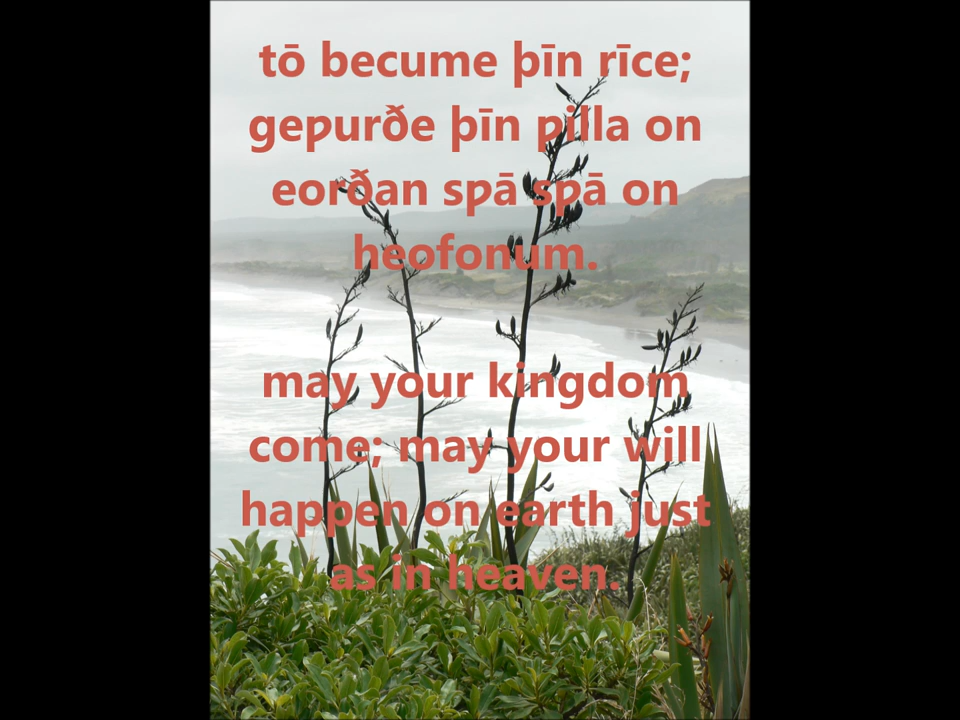 tō becume þīn rīce;
geƿurðe þīn ƿilla on
eorðan sƿā sƿā on
heofonum.
may your kingdom
come; may your will
happen on earth just
as in heaven.